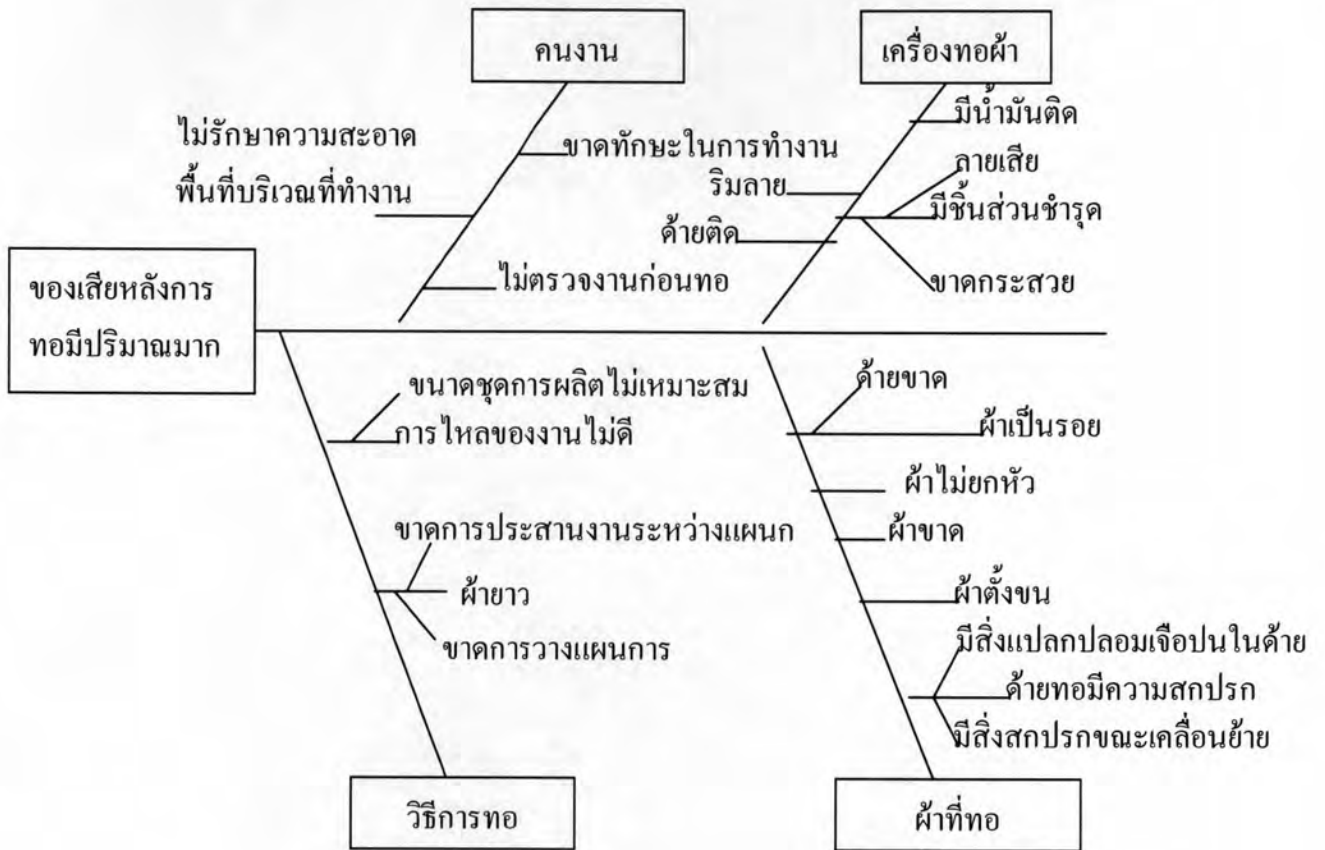 คนงาน
เครื่องทอผ้า
ไม่รักษาความสะอาด
พื้นที่บริเวณที่ทำงาน
ขาดทักษะในการทำงาน
ไม่ตรวจงานก่อนทอ
มีน้ำมันติด
ริมลาย
ลายเสีย
มีชิ้นส่วนชำรุด
ด้ายติด
ขาดกระสวย
ของเสียหลังการ
ทอมีปริมาณมาก
ขนาดชุดการผลิตไม่เหมาะสม
การไหลของงานไม่ดี
ขาดการประสานงานระหว่างแผนก
ผ้ายาว
ขาดการวางแผนการ
ด้ายขาด
ผ้าเป็นรอย
ผ้าไม่ยกหัว
ผ้าขาด
ผ้าตั้งขน
มีสิ่งแปลกปลอมเจือปนในด้าย
ด้ายทอมีความสกปรก
มีสิ่งสกปรกขณะเคลื่อนย้าย
วิธีการทอ
ผ้าที่ทอ